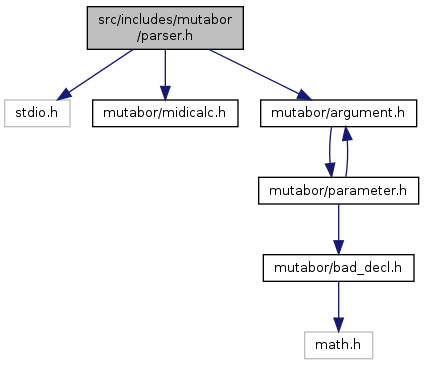 src/includes/mutabor
/parser.h
stdio.h
mutabor/midicalc.h
mutabor/argument.h
mutabor/parameter.h
mutabor/bad_decl.h
math.h